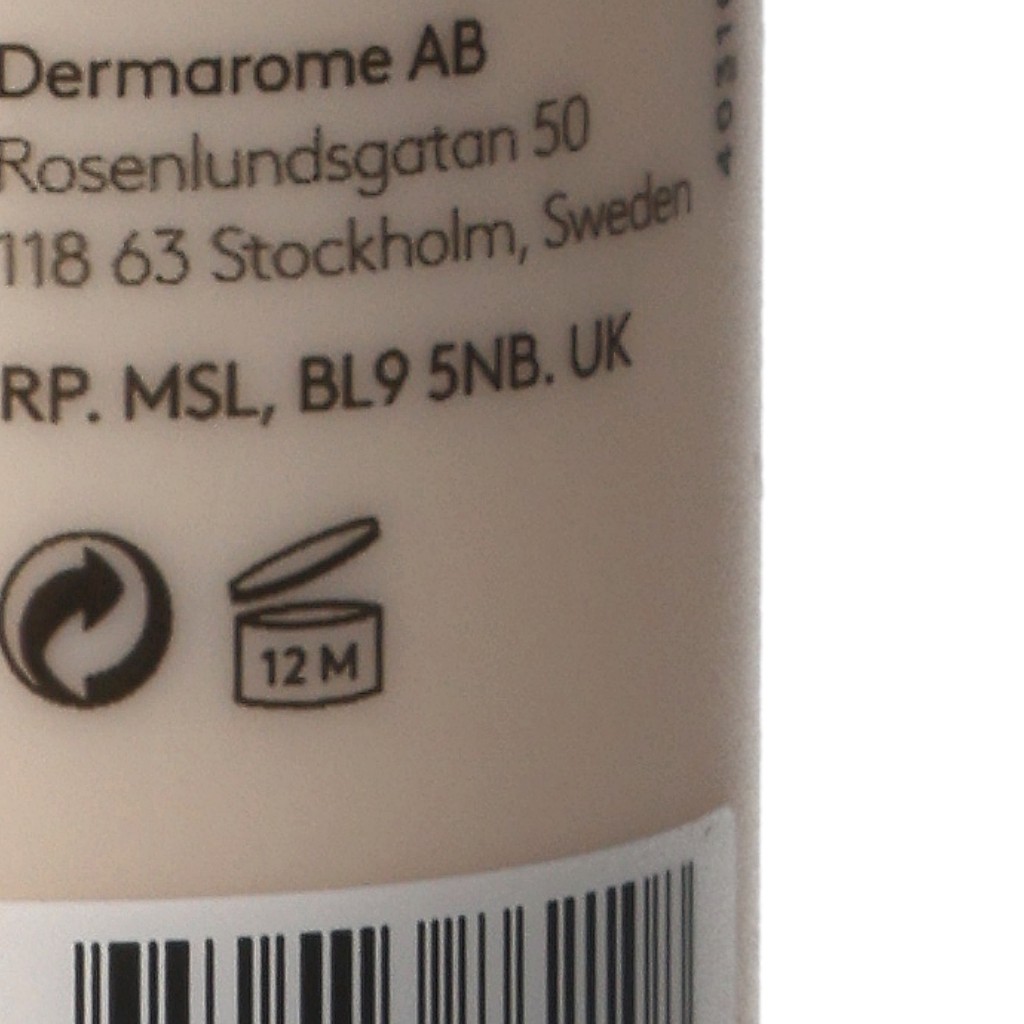 Dermarome AB
Rosenlundsgatan 50
118 63 Stockholm, Sweden
RP. MSL, BL9 5NB. UK
12 M